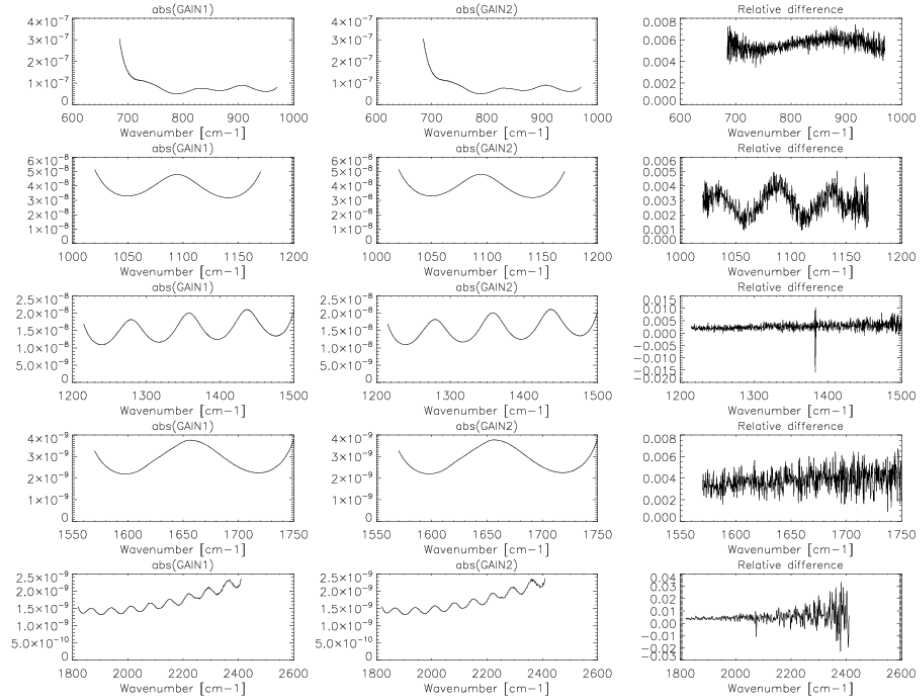 abs(GAIN1) abs(GAIN2) Relative difference
4×10⁻⁷ 4×10⁻⁷ 0.008
3×10⁻⁷ 3×10⁻⁷ 0.006
2×10⁻⁷ 2×10⁻⁷ 0.004
1×10⁻⁷ 1×10⁻⁷ 0.002
0 0 0.000
600 700 800 900 1000 600 700 800 900 1000 600 700 800 900 1000
Wavenumber [cm−1] Wavenumber [cm−1] Wavenumber [cm−1]
abs(GAIN1) abs(GAIN2) Relative difference
6×10⁻⁸ 6×10⁻⁸ 0.006
5×10⁻⁸ 5×10⁻⁸ 0.005
4×10⁻⁸ 4×10⁻⁸ 0.004
3×10⁻⁸ 3×10⁻⁸ 0.003
2×10⁻⁸ 2×10⁻⁸ 0.002
1×10⁻⁸ 1×10⁻⁸ 0.001
0 0 0.000
1000 1050 1100 1150 1200 1000 1050 1100 1150 1200 1000 1050 1100 1150 1200
Wavenumber [cm−1] Wavenumber [cm−1] Wavenumber [cm−1]
abs(GAIN1) abs(GAIN2) Relative difference
2.5×10⁻⁸ 2.5×10⁻⁸ 0.015
2.0×10⁻⁸ 2.0×10⁻⁸ 0.010
1.5×10⁻⁸ 1.5×10⁻⁸ 0.005
1.0×10⁻⁸ 1.0×10⁻⁸ 0.000
5.0×10⁻⁹ 5.0×10⁻⁹ −0.005
0 0 −0.010
−0.015
−0.020
1200 1300 1400 1500 1200 1300 1400 1500 1200 1300 1400 1500
Wavenumber [cm−1] Wavenumber [cm−1] Wavenumber [cm−1]
abs(GAIN1) abs(GAIN2) Relative difference
4×10⁻⁹ 4×10⁻⁹ 0.008
3×10⁻⁹ 3×10⁻⁹ 0.006
2×10⁻⁹ 2×10⁻⁹ 0.004
1×10⁻⁹ 1×10⁻⁹ 0.002
0 0 0.000
1550 1600 1650 1700 1750 1550 1600 1650 1700 1750 1550 1600 1650 1700 1750
Wavenumber [cm−1] Wavenumber [cm−1] Wavenumber [cm−1]
abs(GAIN1) abs(GAIN2) Relative difference
2.5×10⁻⁹ 2.5×10⁻⁹ 0.04
2.0×10⁻⁹ 2.0×10⁻⁹ 0.03
1.5×10⁻⁹ 1.5×10⁻⁹ 0.02
1.0×10⁻⁹ 1.0×10⁻⁹ 0.01
5.0×10⁻¹⁰ 5.0×10⁻¹⁰ 0.00
0 0 −0.01
−0.02
−0.03
1800 2000 2200 2400 2600 1800 2000 2200 2400 2600 1800 2000 2200 2400 2600
Wavenumber [cm−1] Wavenumber [cm−1] Wavenumber [cm−1]